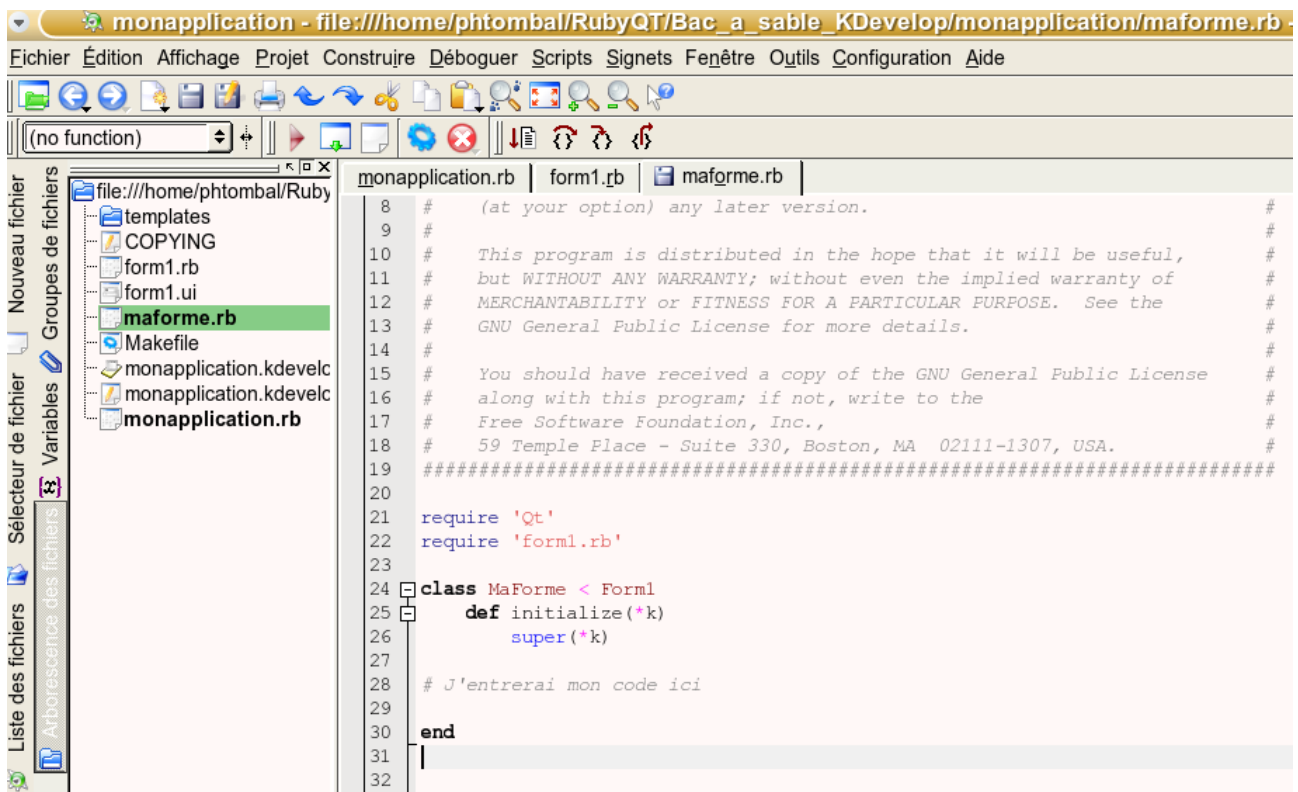 monapplication - file:///home/phtombal/RubyQT/Bac_a_sable_KDevelop/monapplication/maforme.rb -
Fichier Édition Affichage Projet Construire Déboguer Scripts Signets Fenêtre Outils Configuration Aide
(no function)
Nouveau fichier
Sélecteur de fichier
Liste des fichiers
Groupes de fichiers
Variables
Arborescence des fichiers
file:///home/phtombal/Ruby
templates
COPYING
form1.rb
form1.ui
maforme.rb
Makefile
monapplication.kdevelc
monapplication.kdevelc
monapplication.rb
monapplication.rb form1.rb maforme.rb
8 # (at your option) any later version. #
9 # #
10 # This program is distributed in the hope that it will be useful, #
11 # but WITHOUT ANY WARRANTY; without even the implied warranty of #
12 # MERCHANTABILITY or FITNESS FOR A PARTICULAR PURPOSE. See the #
13 # GNU General Public License for more details. #
14 # #
15 # You should have received a copy of the GNU General Public License #
16 # along with this program; if not, write to the #
17 # Free Software Foundation, Inc., #
18 # 59 Temple Place - Suite 330, Boston, MA 02111-1307, USA. #
19 ############################################################################
20
21 require 'Qt'
22 require 'form1.rb'
23
24 class MaForme < Form1
25 def initialize(*k)
26 super(*k)
27
28 # J'entrerai mon code ici
29
30 end
31
32